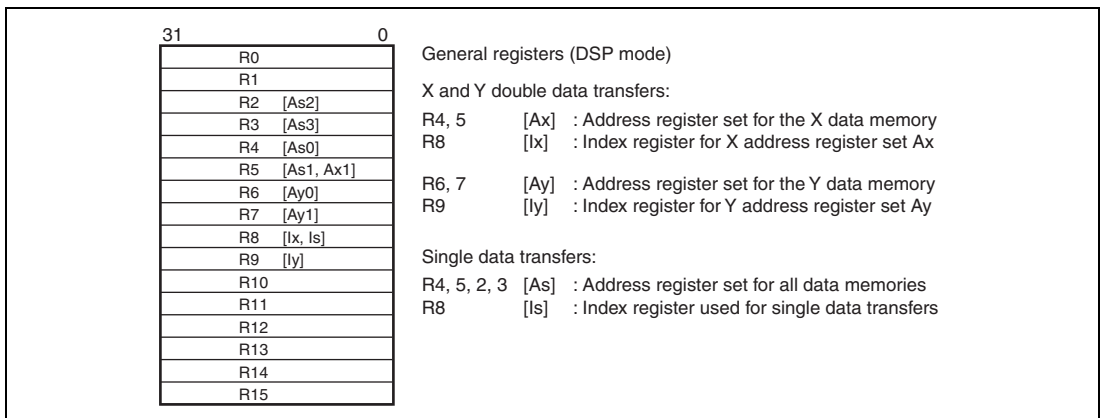 31 0
R0
R1
R2 [As2]
R3 [As3]
R4 [As0]
R5 [As1, Ax1]
R6 [Ay0]
R7 [Ay1]
R8 [Ix, Is]
R9 [Iy]
R10
R11
R12
R13
R14
R15
General registers (DSP mode)
X and Y double data transfers:
R4, 5 [Ax] : Address register set for the X data memory
R8 [Ix] : Index register for X address register set Ax
R6, 7 [Ay] : Address register set for the Y data memory
R9 [Iy] : Index register for Y address register set Ay
Single data transfers:
R4, 5, 2, 3 [As] : Address register set for all data memories
R8 [Is] : Index register used for single data transfers